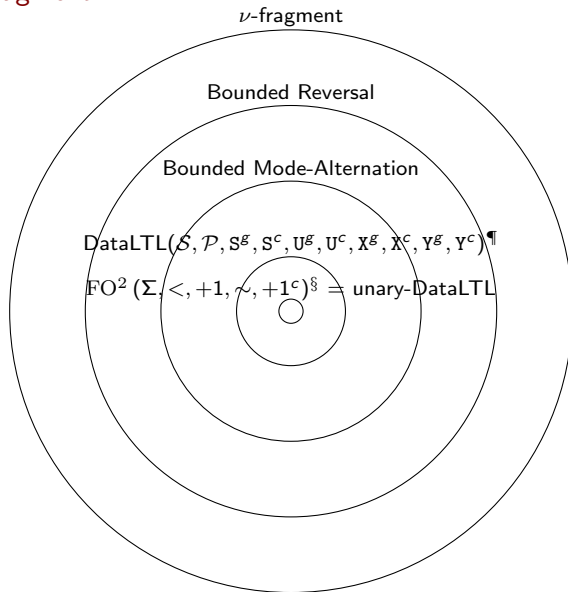 ν-fragment
Bounded Reversal
Bounded Mode-Alternation
DataLTL(𝒮, 𝒫, S^g, S^c, U^g, U^c, X^g, X^c, Y^g, Y^c)^¶
FO² (Σ, <, +1, ∼, +1^c)^§ = unary-DataLTL